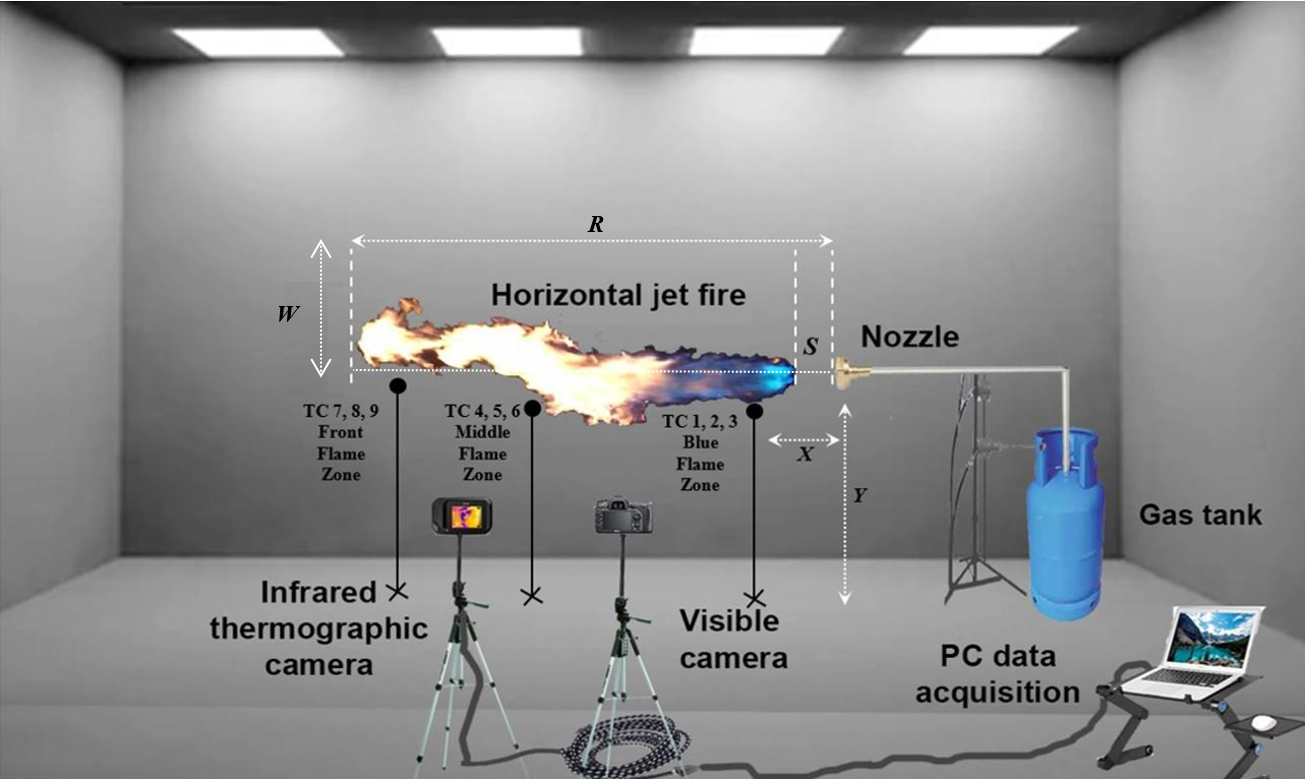 R
W
Horizontal jet fire
S
Nozzle
TC 7, 8, 9
Front
Flame
Zone
TC 4, 5, 6
Middle
Flame
Zone
TC 1, 2, 3
Blue
Flame
Zone
X
Y
Gas tank
Infrared
thermographic
camera
Visible
camera
PC data
acquisition